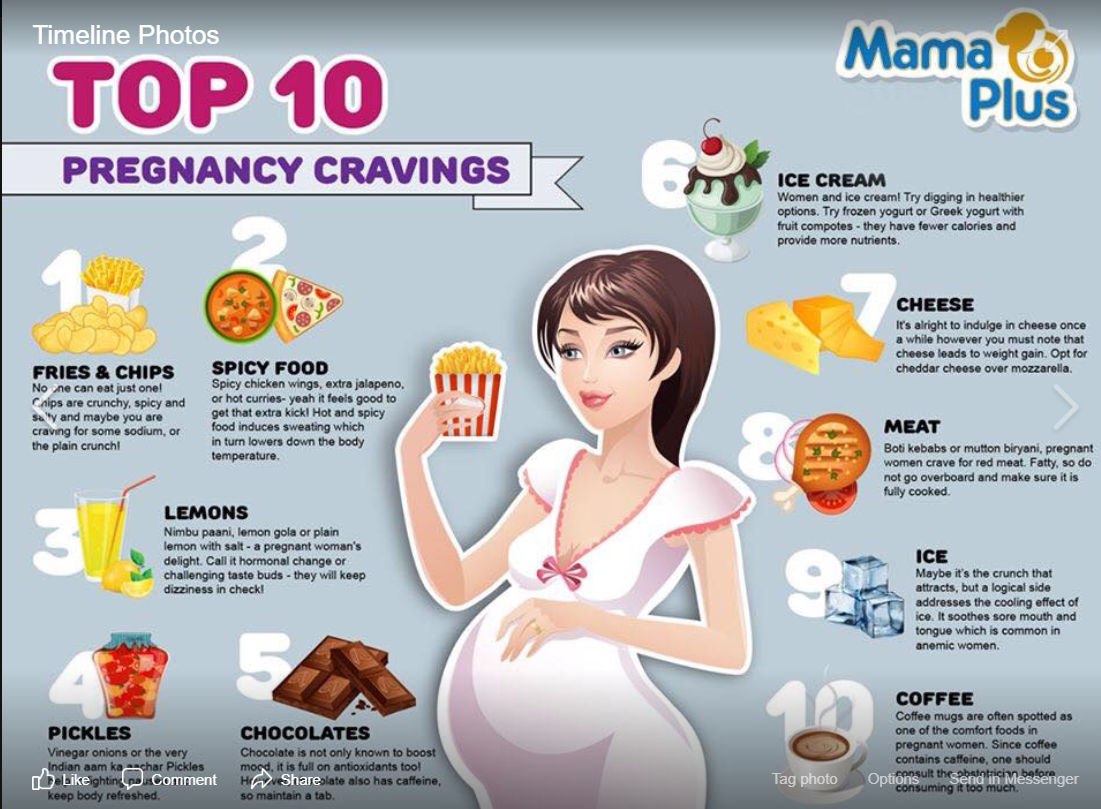 Timeline Photos
TOP 10
PREGNANCY CRAVINGS
Mama
Plus
1
FRIES & CHIPS
No one can eat just one!
Chips are crunchy, spicy and
salty and maybe you are
craving for some sodium, or
the plain crunch!
2
SPICY FOOD
Spicy chicken wings, extra jalapeno,
or hot curries- yeah it feels good to
get that extra kick! Hot and spicy
food induces sweating which
in turn lowers down the body
temperature.
3
LEMONS
Nimbu paani, lemon gola or plain
lemon with salt - a pregnant woman's
delight. Call it hormonal change or
challenging taste buds - they will keep
dizziness in check!
4
PICKLES
Vinegar onions or the very
Indian aam ka aachar Pickles
keep body refreshed.
5
CHOCOLATES
Chocolate is not only known to boost
mood, it is full on antioxidants too!
also has caffeine,
so maintain a tab.
6
ICE CREAM
Women and ice cream! Try digging in healthier
options. Try frozen yogurt or Greek yogurt with
fruit compotes - they have fewer calories and
provide more nutrients.
7
CHEESE
It's alright to indulge in cheese once
a while however you must note that
cheese leads to weight gain. Opt for
cheddar cheese over mozzarella.
8
MEAT
Boti kebabs or mutton biryani, pregnant
women crave for red meat. Fatty, so do
not go overboard and make sure it is
fully cooked.
9
ICE
Maybe it's the crunch that
attracts, but a logical side
addresses the cooling effect of
ice. It soothes sore mouth and
tongue which is common in
anemic women.
10
COFFEE
Coffee mugs are often spotted as
one of the comfort foods in
pregnant women. Since coffee
contains caffeine, one should
consult the obstetrician before
consuming it too much.
Like Comment Share
Tag photo Options Send in Messenger